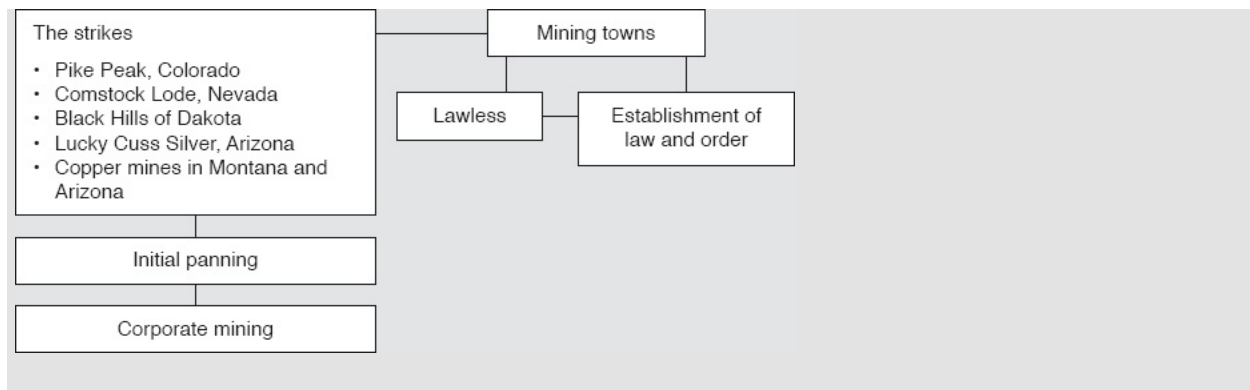 The strikes
• Pike Peak, Colorado
• Comstock Lode, Nevada
• Black Hills of Dakota
• Lucky Cuss Silver, Arizona
• Copper mines in Montana and
Arizona
Initial panning
Corporate mining
Mining towns
Lawless
Establishment of
law and order